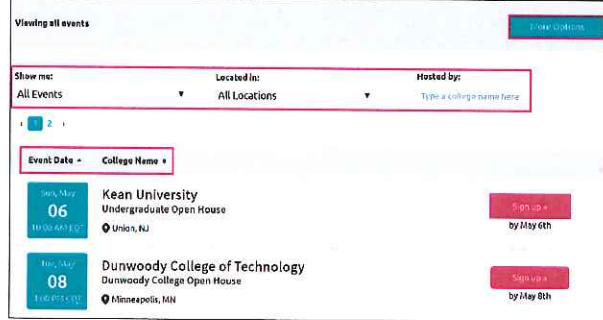 Viewing all events
More Options
Show me: Located in: Hosted by:
All Events All Locations Type a college name here
1 2
Event Date College Name
Sun, May
06
10:00 AM EDT
Kean University
Undergraduate Open House
Union, NJ
Sign up »
by May 6th
Tue, May
08
1:00 PM CDT
Dunwoody College of Technology
Dunwoody College Open House
Minneapolis, MN
Sign up »
by May 8th